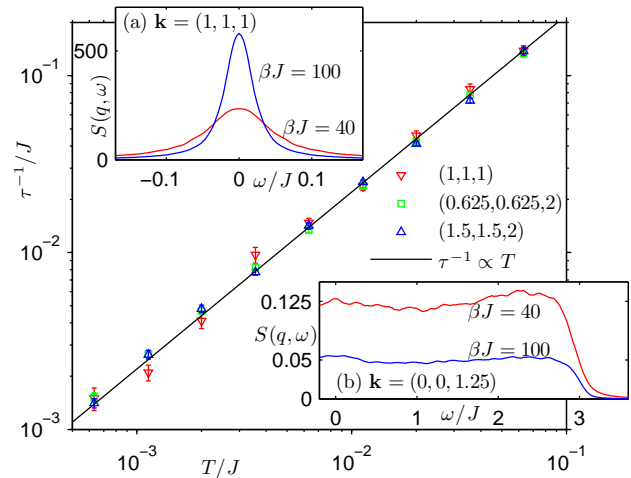 (a) k = (1, 1, 1)
500
βJ = 100
βJ = 40
S(q, ω)
0
−0.1
0
0.1
ω/J
10⁻¹
10⁻²
10⁻³
τ⁻¹/J
(1,1,1)
(0.625,0.625,2)
(1.5,1.5,2)
τ⁻¹ ∝ T
0.125
0.05
0
S(q, ω)
βJ = 40
βJ = 100
(b) k = (0, 0, 1.25)
0
1
2
3
ω/J
10⁻³
10⁻²
10⁻¹
T/J